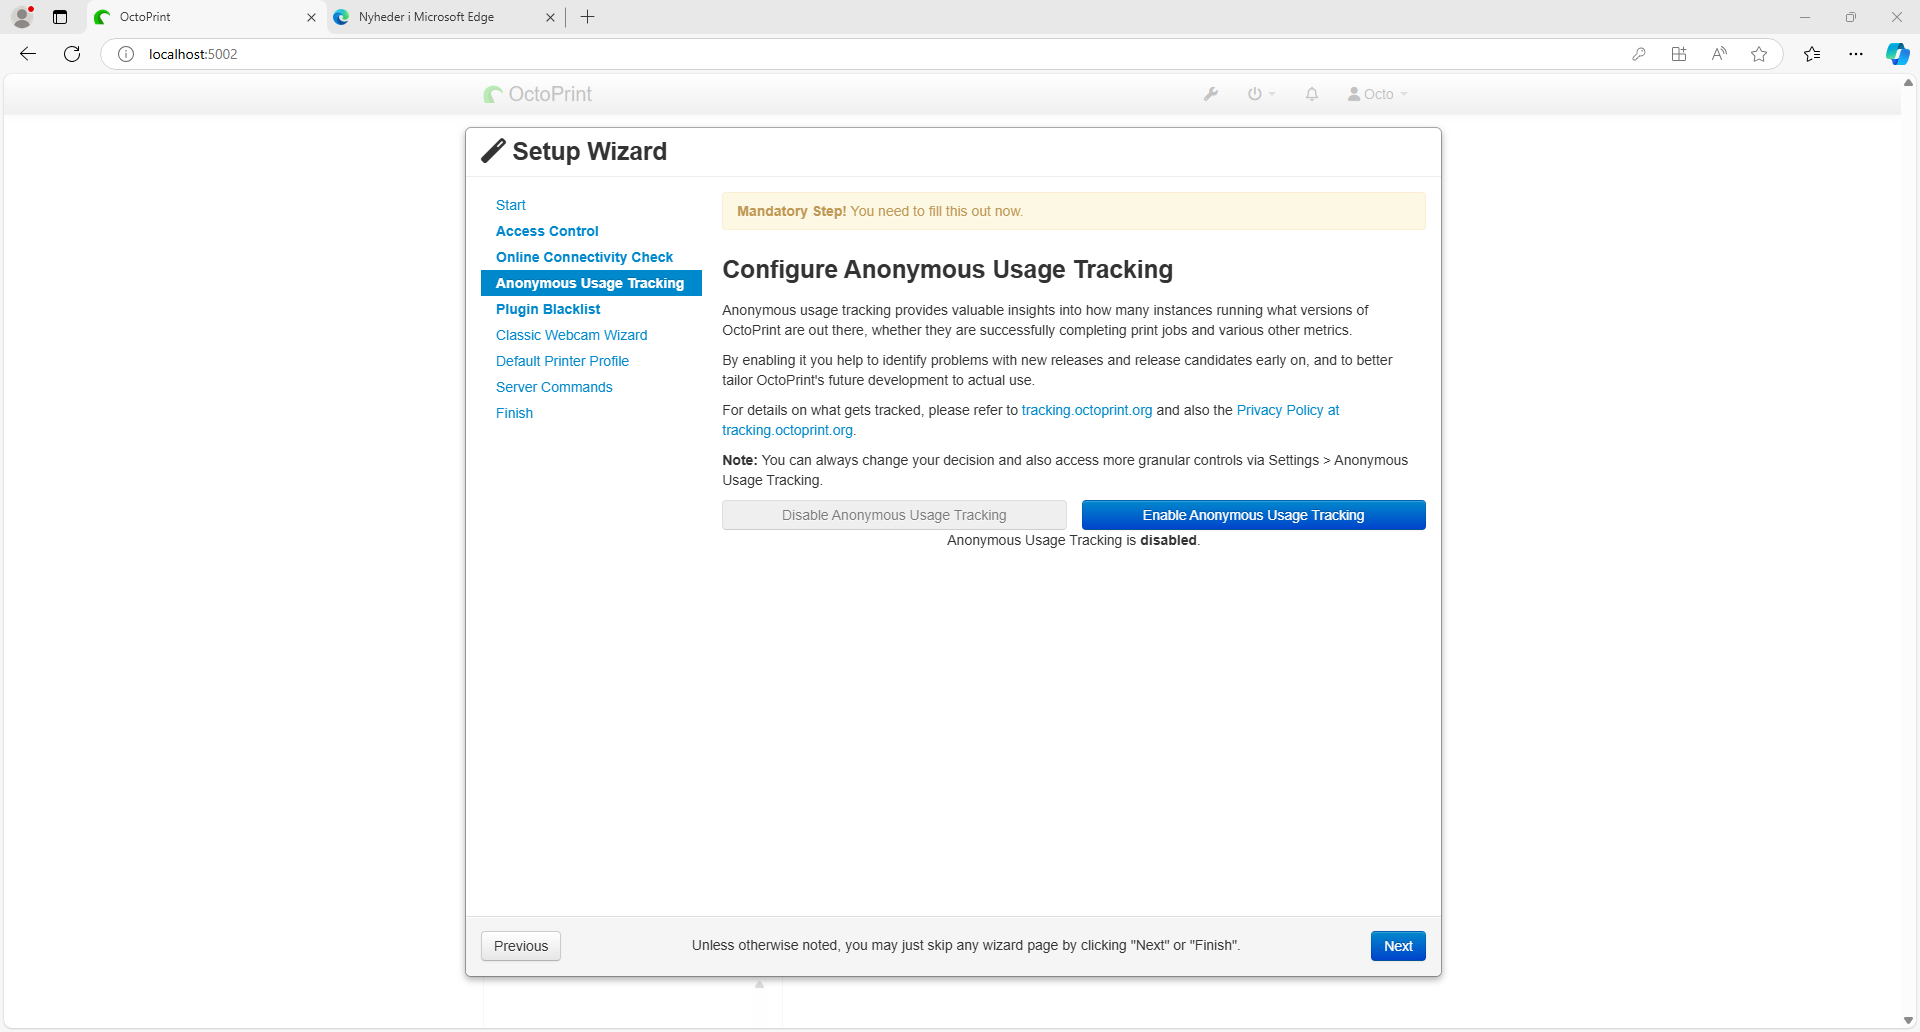 OctoPrint
Nyheder i Microsoft Edge
localhost:5002
OctoPrint
Octo
Setup Wizard
Start
Access Control
Online Connectivity Check
Anonymous Usage Tracking
Plugin Blacklist
Classic Webcam Wizard
Default Printer Profile
Server Commands
Finish
Mandatory Step! You need to fill this out now.
Configure Anonymous Usage Tracking
Anonymous usage tracking provides valuable insights into how many instances running what versions of
OctoPrint are out there, whether they are successfully completing print jobs and various other metrics.
By enabling it you help to identify problems with new releases and release candidates early on, and to better
tailor OctoPrint's future development to actual use.
For details on what gets tracked, please refer to tracking.octoprint.org and also the Privacy Policy at
tracking.octoprint.org.
Note: You can always change your decision and also access more granular controls via Settings > Anonymous
Usage Tracking.
Disable Anonymous Usage Tracking
Enable Anonymous Usage Tracking
Anonymous Usage Tracking is disabled.
Previous
Unless otherwise noted, you may just skip any wizard page by clicking "Next" or "Finish".
Next